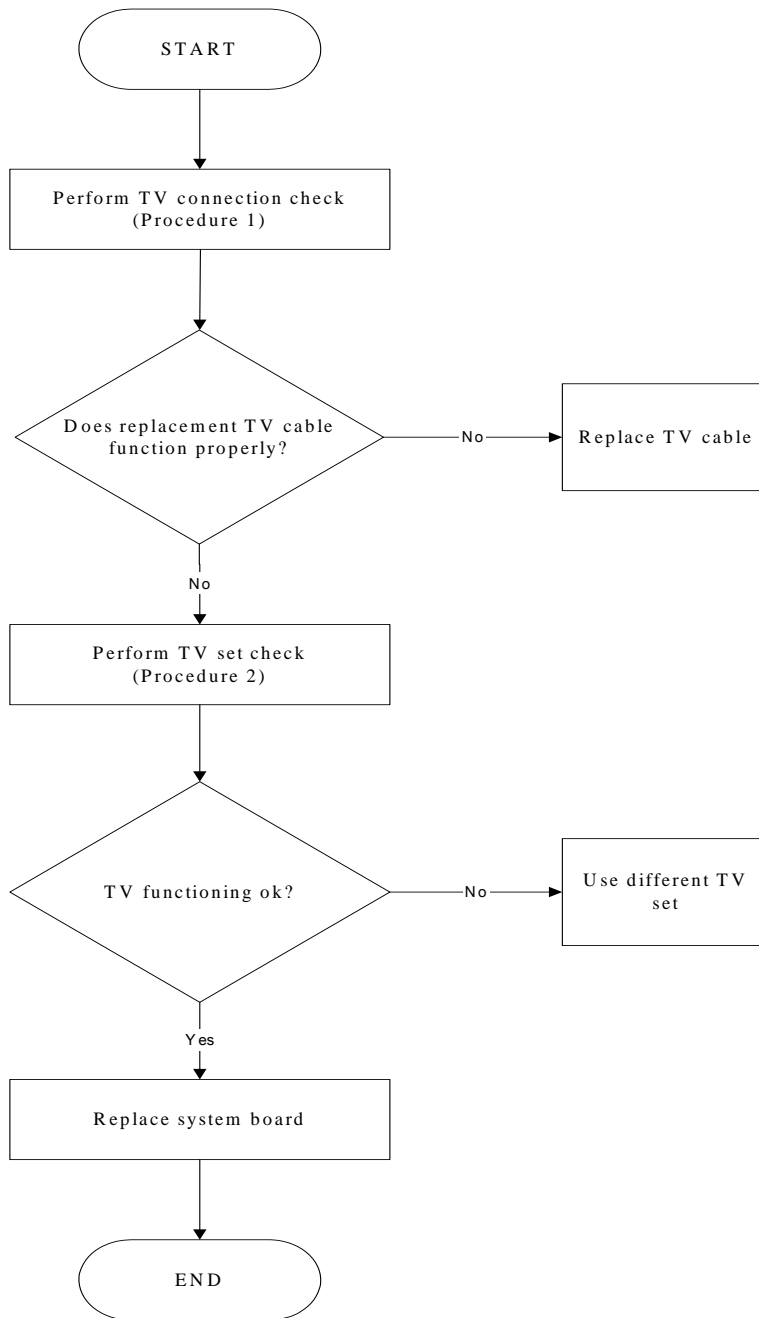 START
Perform TV connection check
(Procedure 1)
Does replacement TV cable
function properly?
No
Replace TV cable
No
Perform TV set check
(Procedure 2)
TV functioning ok?
No
Use different TV
set
Yes
Replace system board
END